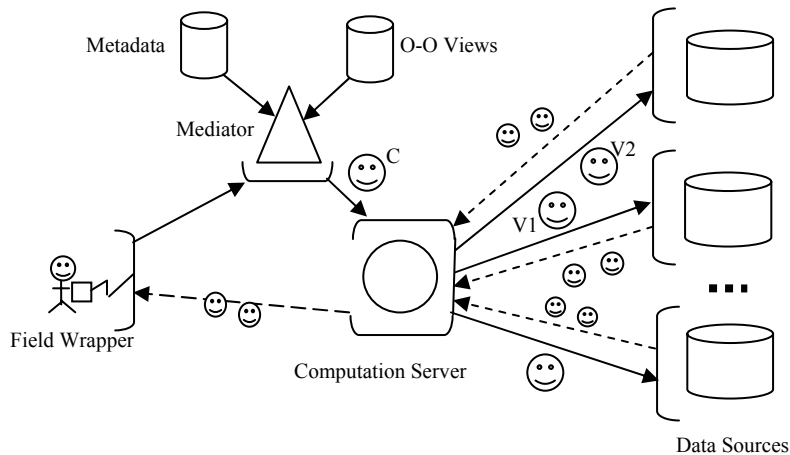 Metadata
O-O Views
Mediator
C
V2
V1
Field Wrapper
Computation Server
Data Sources